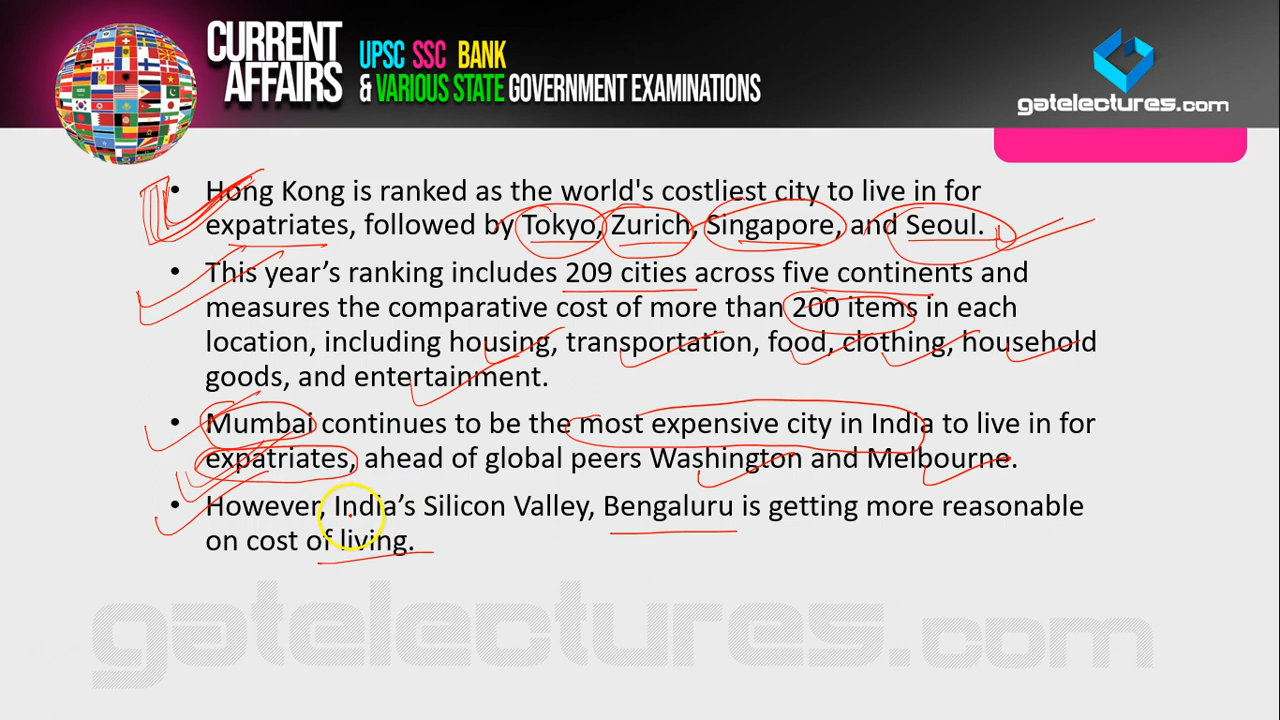 CURRENT
AFFAIRS
UPSC SSC BANK
& VARIOUS STATE GOVERNMENT EXAMINATIONS
gatelectures.com
• Hong Kong is ranked as the world's costliest city to live in for
expatriates, followed by Tokyo, Zurich, Singapore, and Seoul.
• This year’s ranking includes 209 cities across five continents and
measures the comparative cost of more than 200 items in each
location, including housing, transportation, food, clothing, household
goods, and entertainment.
• Mumbai continues to be the most expensive city in India to live in for
expatriates, ahead of global peers Washington and Melbourne.
• However, India’s Silicon Valley, Bengaluru is getting more reasonable
on cost of living.
gatelectures.com